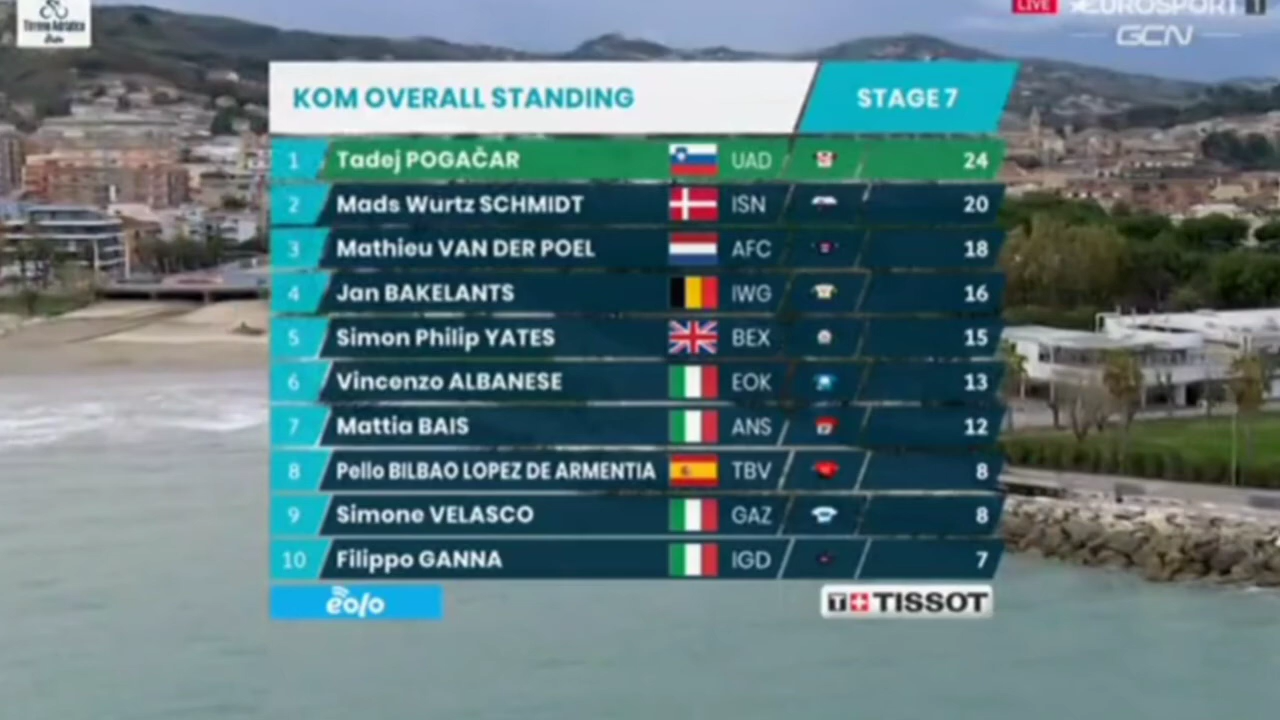 Tirreno Adriatico
LIVE EUROSPORT 1
GCN
KOM OVERALL STANDING STAGE 7
1 Tadej POGAČAR UAD 24
2 Mads Wurtz SCHMIDT ISN 20
3 Mathieu VAN DER POEL AFC 18
4 Jan BAKELANTS IWG 16
5 Simon Philip YATES BEX 15
6 Vincenzo ALBANESE EOK 13
7 Mattia BAIS ANS 12
8 Pello BILBAO LOPEZ DE ARMENTIA TBV 8
9 Simone VELASCO GAZ 8
10 Filippo GANNA IGD 7
eolo T+TISSOT